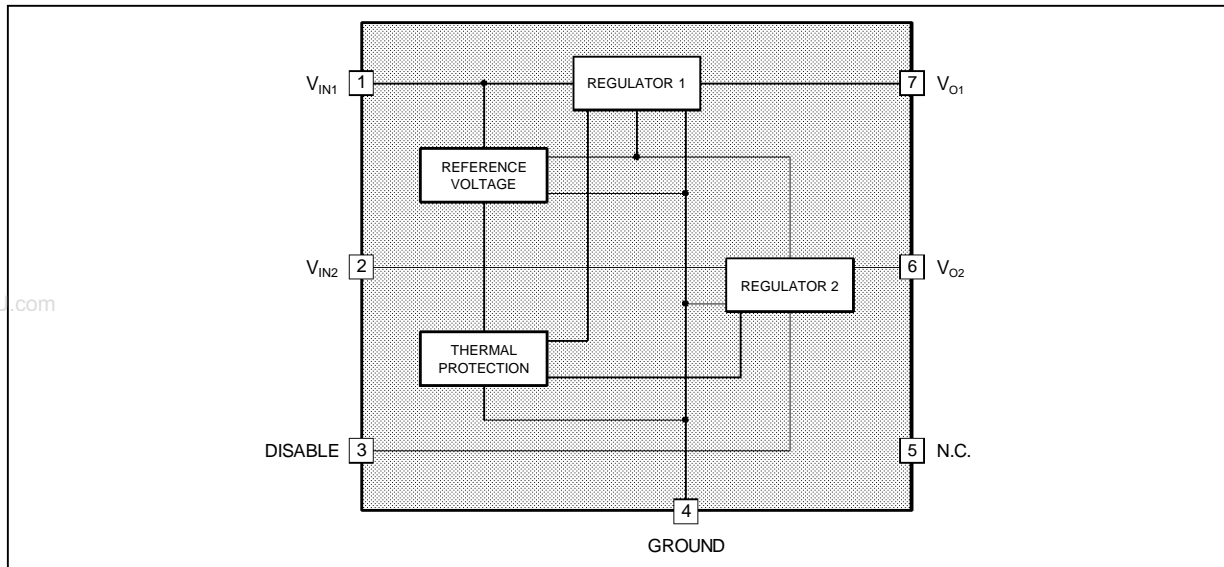 REGULATOR 1
V_IN1 1
7 V_O1
REFERENCE
VOLTAGE
V_IN2 2
6 V_O2
REGULATOR 2
.com
THERMAL
PROTECTION
DISABLE 3
5 N.C.
4
GROUND